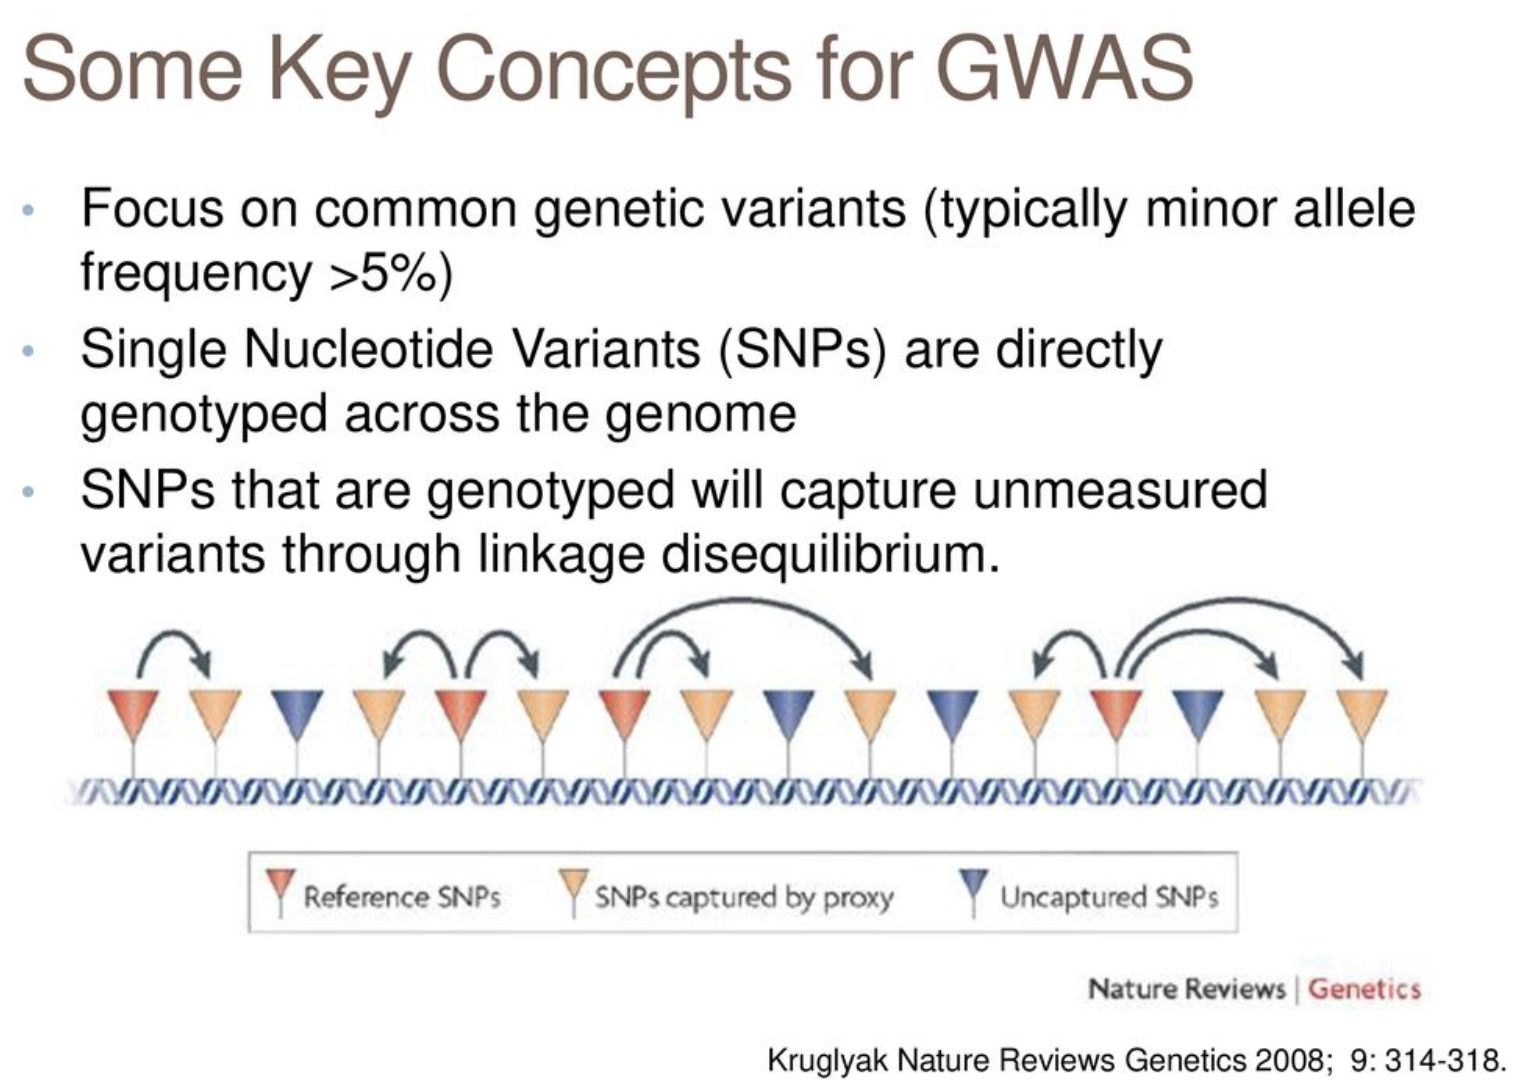 Some Key Concepts for GWAS
• Focus on common genetic variants (typically minor allele
frequency >5%)
• Single Nucleotide Variants (SNPs) are directly
genotyped across the genome
• SNPs that are genotyped will capture unmeasured
variants through linkage disequilibrium.
Reference SNPs SNPs captured by proxy Uncaptured SNPs
Nature Reviews | Genetics
Kruglyak Nature Reviews Genetics 2008; 9: 314-318.